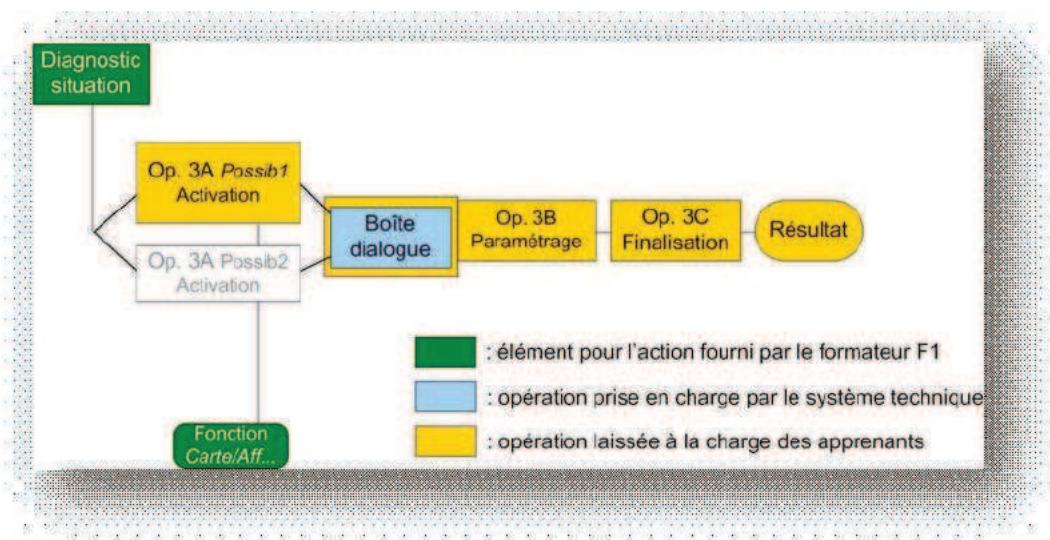 Diagnostic
situation
Op. 3A Possib1
Activation
Op. 3A Possib2
Activation
Boîte
dialogue
Op. 3B
Paramétrage
Op. 3C
Finalisation
Résultat
: élément pour l'action fourni par le formateur F1
: opération prise en charge par le système technique
: opération laissée à la charge des apprenants
Fonction
Carte/Aff...